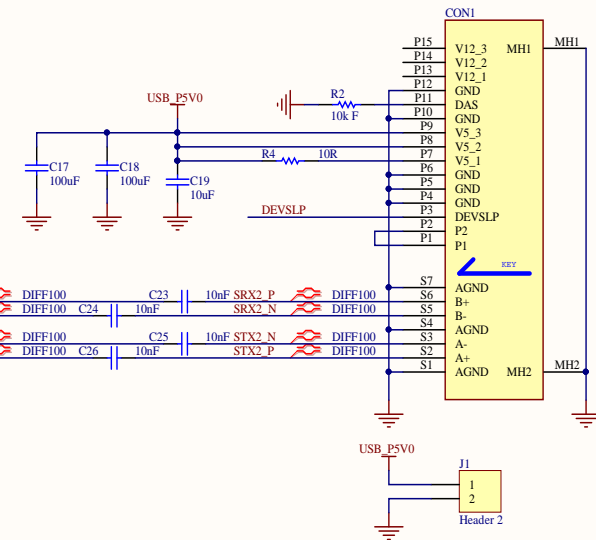 CON1
P15 V12_3 MH1 MH1
P14 V12_2
P13 V12_1
P12 GND
R2 P11 DAS
10k F P10 GND
USB_P5V0
P9 V5_3
P8 V5_2
R4 10R P7 V5_1
C17 C18 P6 GND
100uF 100uF
C19 P5 GND
10uF P4 GND
DEVSLP P3 DEVSLP
P2 P2
P1 P1
KEY
S7 AGND
DIFF100 C23 10nF SRX2_P DIFF100 S6 B+
DIFF100 C24 10nF SRX2_N DIFF100 S5 B-
S4 AGND
DIFF100 C25 10nF STX2_N DIFF100 S3 A-
DIFF100 C26 10nF STX2_P DIFF100 S2 A+
S1 AGND MH2 MH2
USB_P5V0
J1
1
2
Header 2